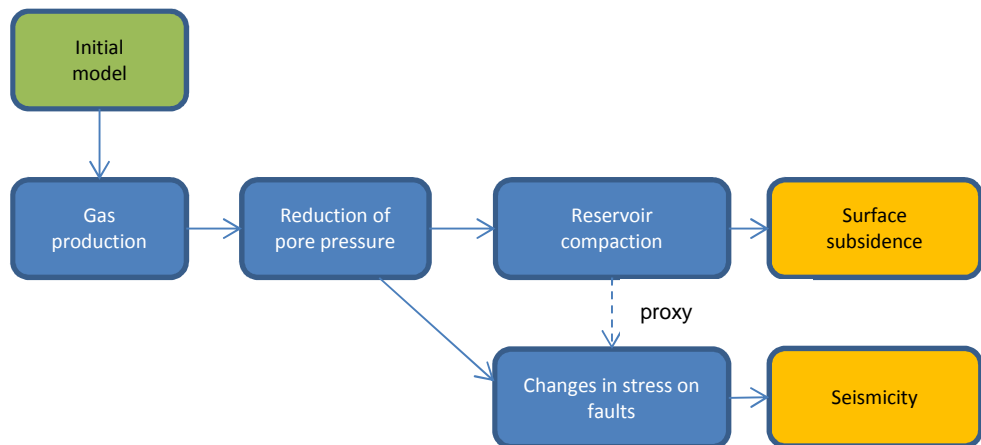 Initial
model
Gas
production
Reduction of
pore pressure
Reservoir
compaction
Surface
subsidence
proxy
Changes in stress on
faults
Seismicity